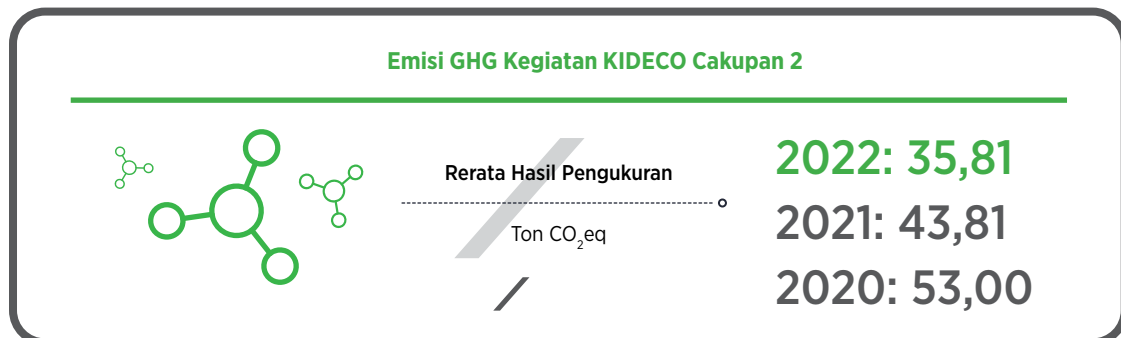 Emisi GHG Kegiatan KIDECO Cakupan 2
Rerata Hasil Pengukuran
Ton CO₂eq
2022: 35,81
2021: 43,81
2020: 53,00